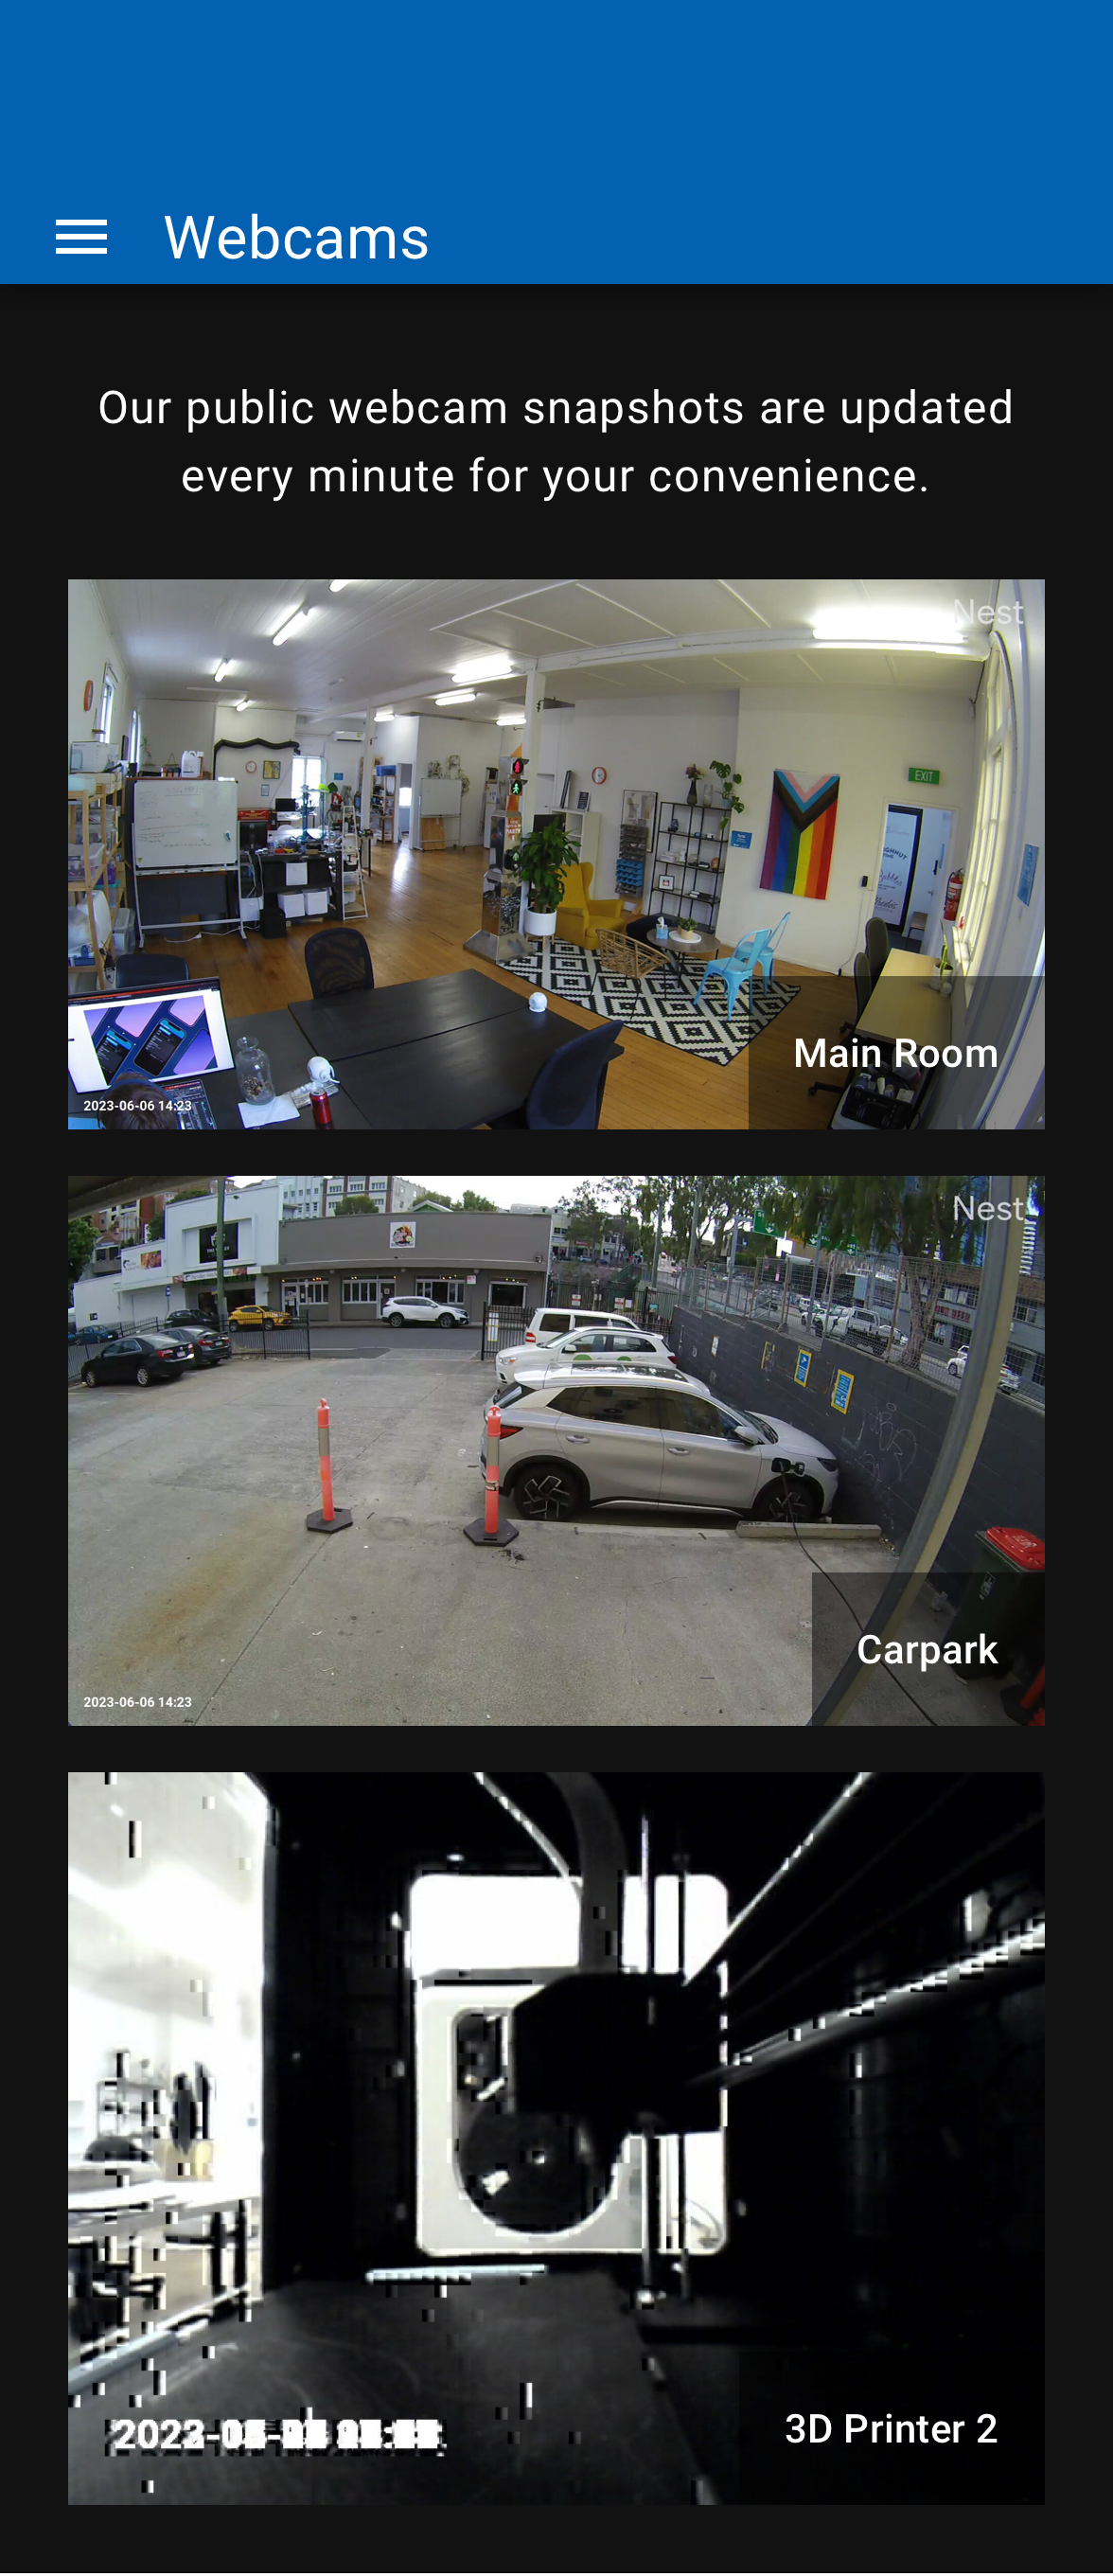 Webcams
Our public webcam snapshots are updated
every minute for your convenience.
Nest
EXIT
Main Room
2023-06-06 14:23
Nest
Carpark
2023-06-06 14:23
3D Printer 2